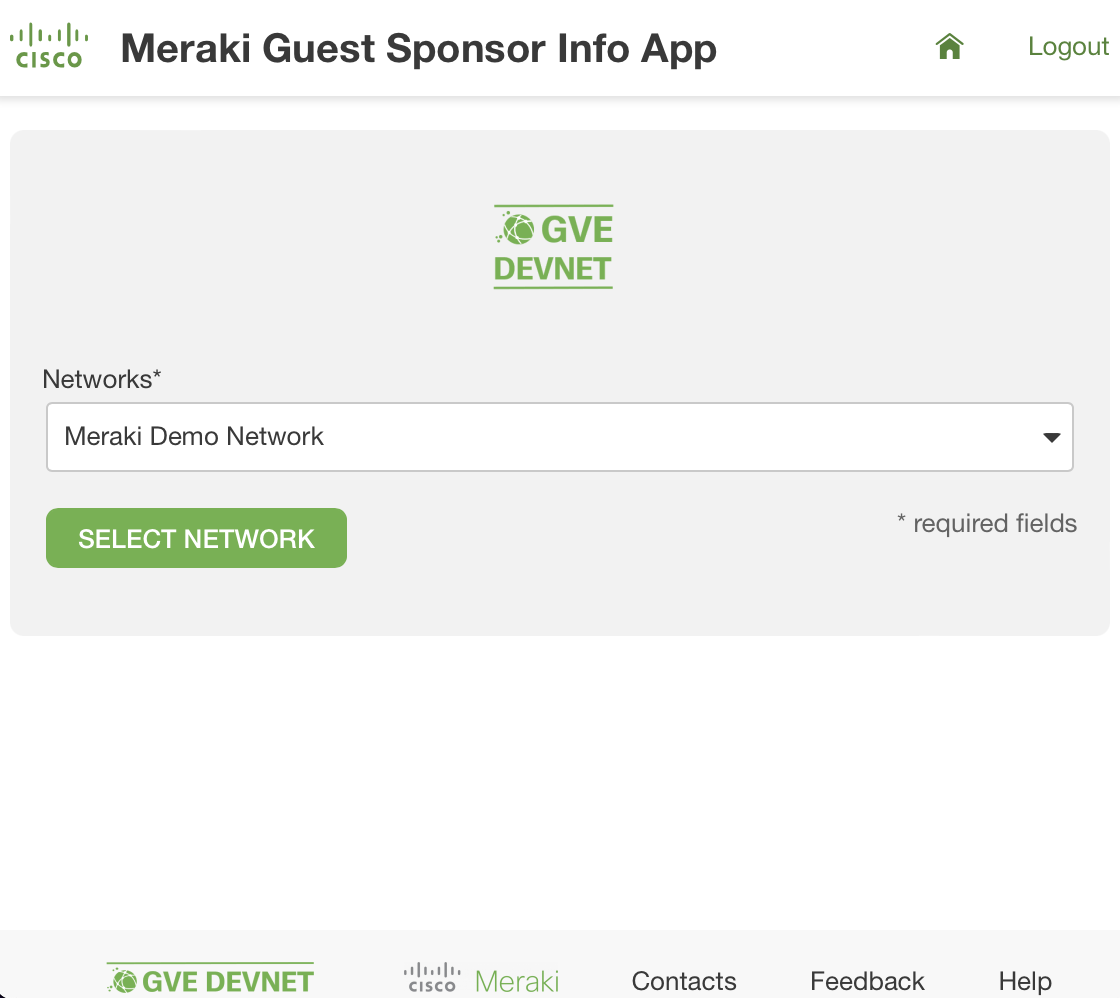 cisco Meraki Guest Sponsor Info App Logout
GVE
DEVNET
Networks*
Meraki Demo Network
SELECT NETWORK * required fields
GVE DEVNET cisco Meraki Contacts Feedback Help